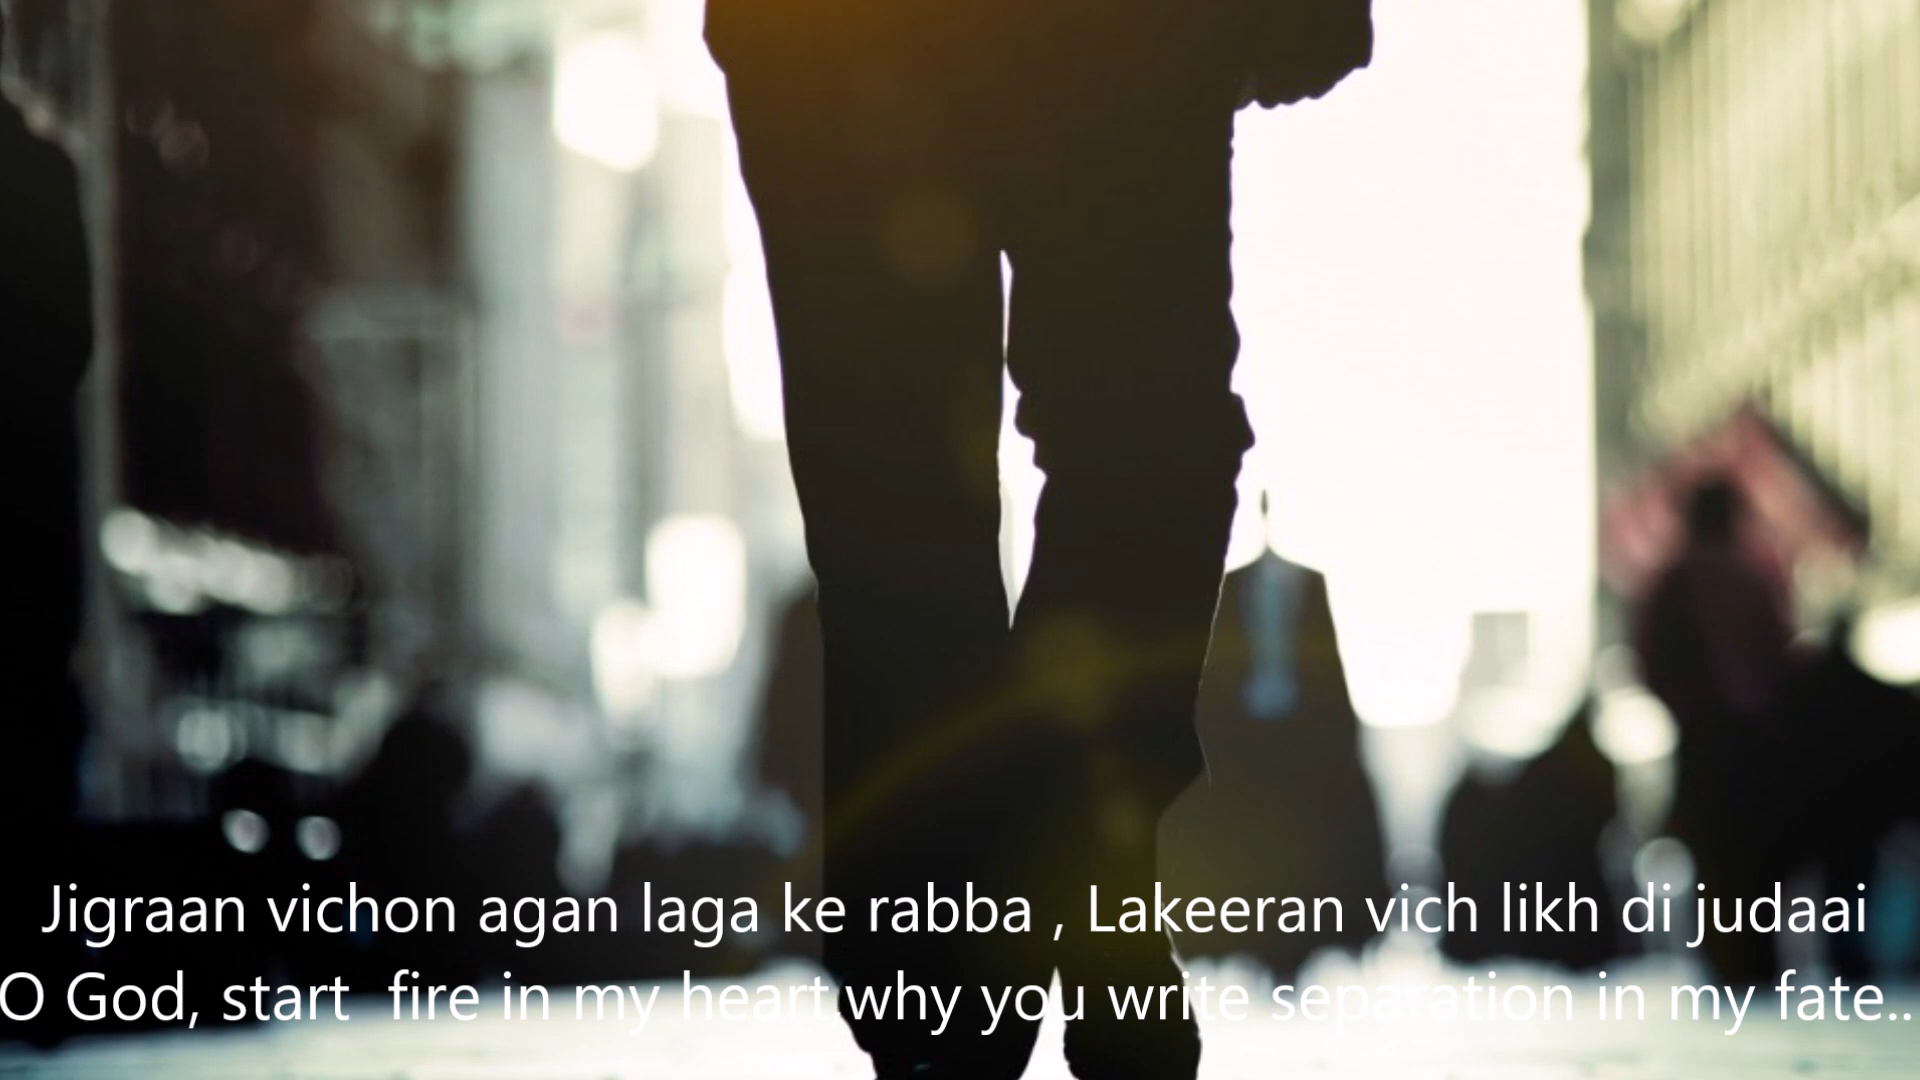 Jigraan vichon agan laga ke rabba , Lakeeran vich likh di judaai
O God, start  fire in my heart,why you write separation in my fate..